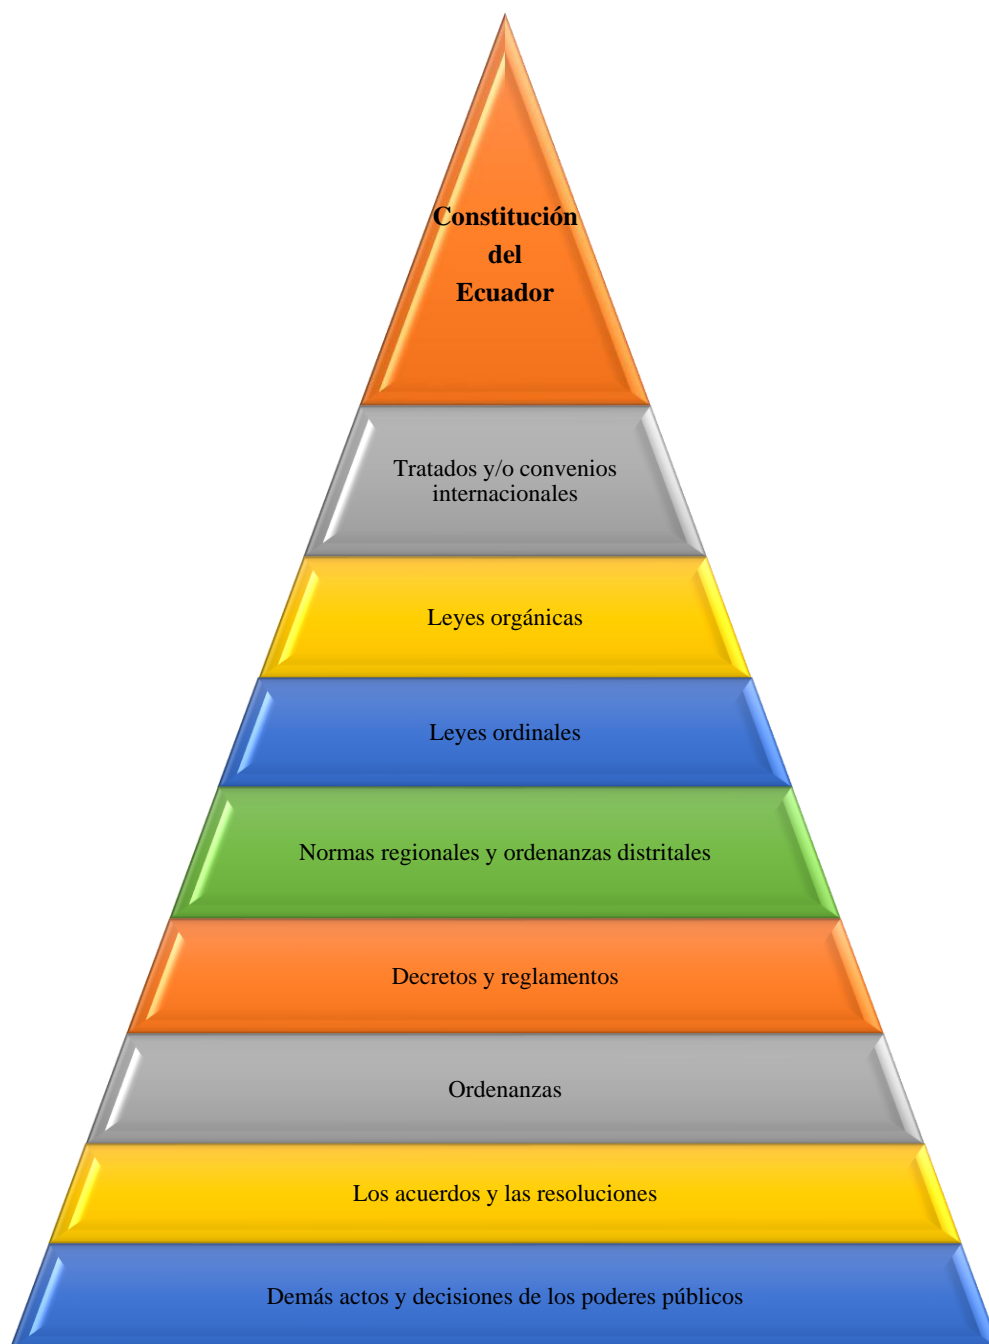 Constitución
del
Ecuador
Tratados y/o convenios
internacionales
Leyes orgánicas
Leyes ordinales
Normas regionales y ordenanzas distritales
Decretos y reglamentos
Ordenanzas
Los acuerdos y las resoluciones
Demás actos y decisiones de los poderes públicos